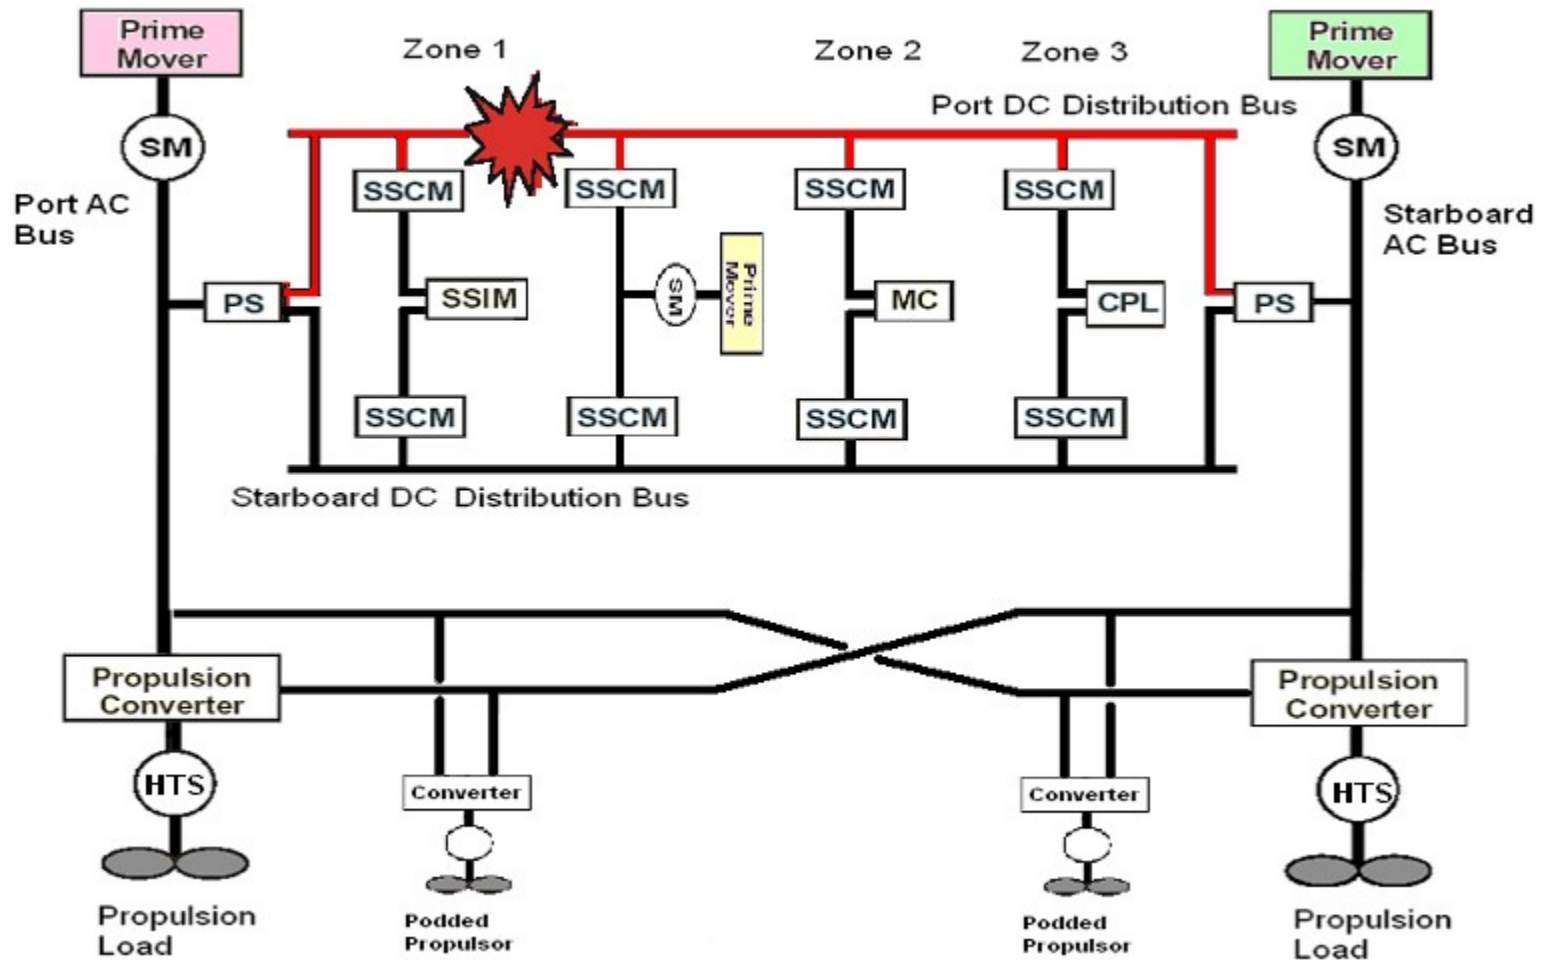 Prime
Mover
Zone 1
Zone 2
Zone 3
Prime
Mover
Port DC Distribution Bus
SM
SM
Port AC
Bus
SSCM
SSCM
SSCM
SSCM
Starboard
AC Bus
PS
SSIM
SM
Prime
Mover
MC
CPL
PS
SSCM
SSCM
SSCM
SSCM
Starboard DC Distribution Bus
Propulsion
Converter
Propulsion
Converter
HTS
Converter
Converter
HTS
Propulsion
Load
Podded
Propulsor
Podded
Propulsor
Propulsion
Load